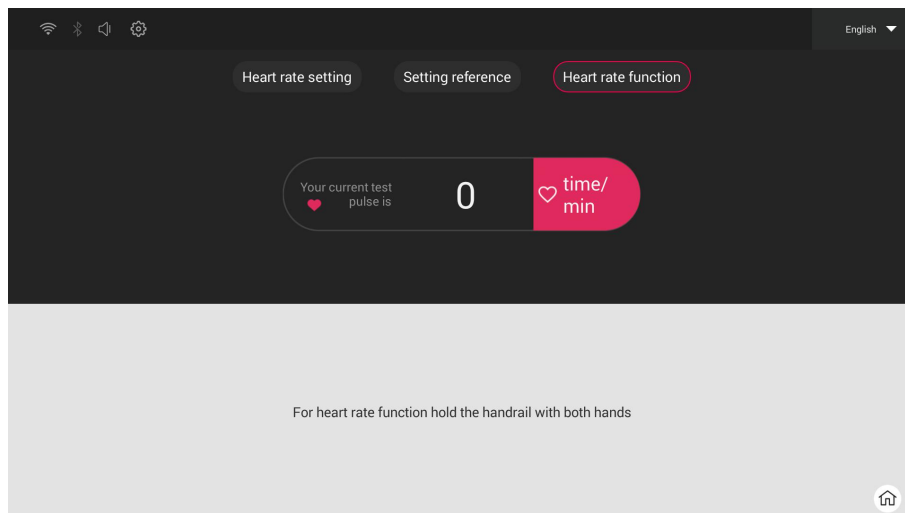 English
Heart rate setting
Setting reference
Heart rate function
Your current test
pulse is
0
time/
min
For heart rate function hold the handrail with both hands